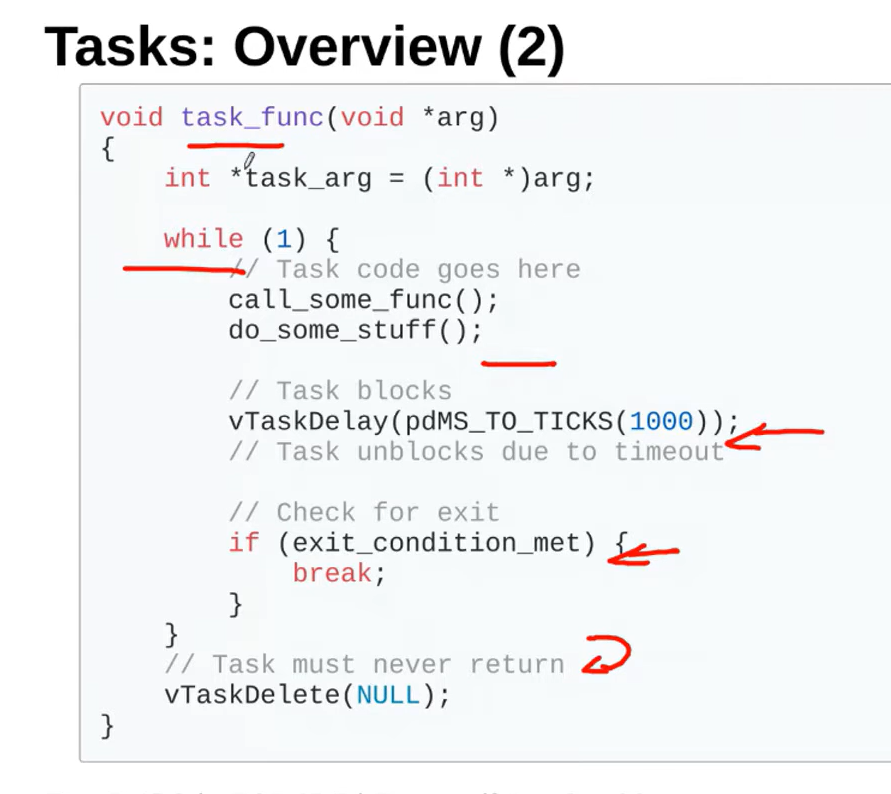 Tasks: Overview (2)
void task_func(void *arg)
{
    int *task_arg = (int *)arg;
    while (1) {
        // Task code goes here
        call_some_func();
        do_some_stuff();
        // Task blocks
        vTaskDelay(pdMS_TO_TICKS(1000));
        // Task unblocks due to timeout
        // Check for exit
        if (exit_condition_met) {
            break;
        }
    }
    // Task must never return
    vTaskDelete(NULL);
}